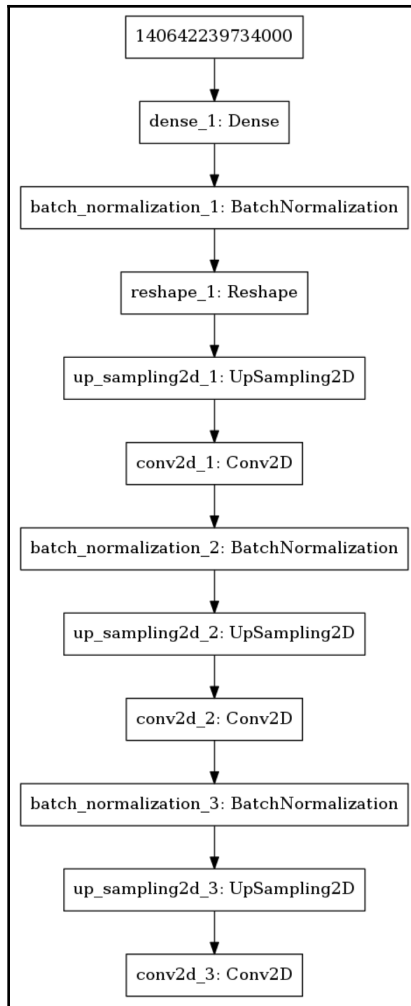 140642239734000
dense_1: Dense
batch_normalization_1: BatchNormalization
reshape_1: Reshape
up_sampling2d_1: UpSampling2D
conv2d_1: Conv2D
batch_normalization_2: BatchNormalization
up_sampling2d_2: UpSampling2D
conv2d_2: Conv2D
batch_normalization_3: BatchNormalization
up_sampling2d_3: UpSampling2D
conv2d_3: Conv2D